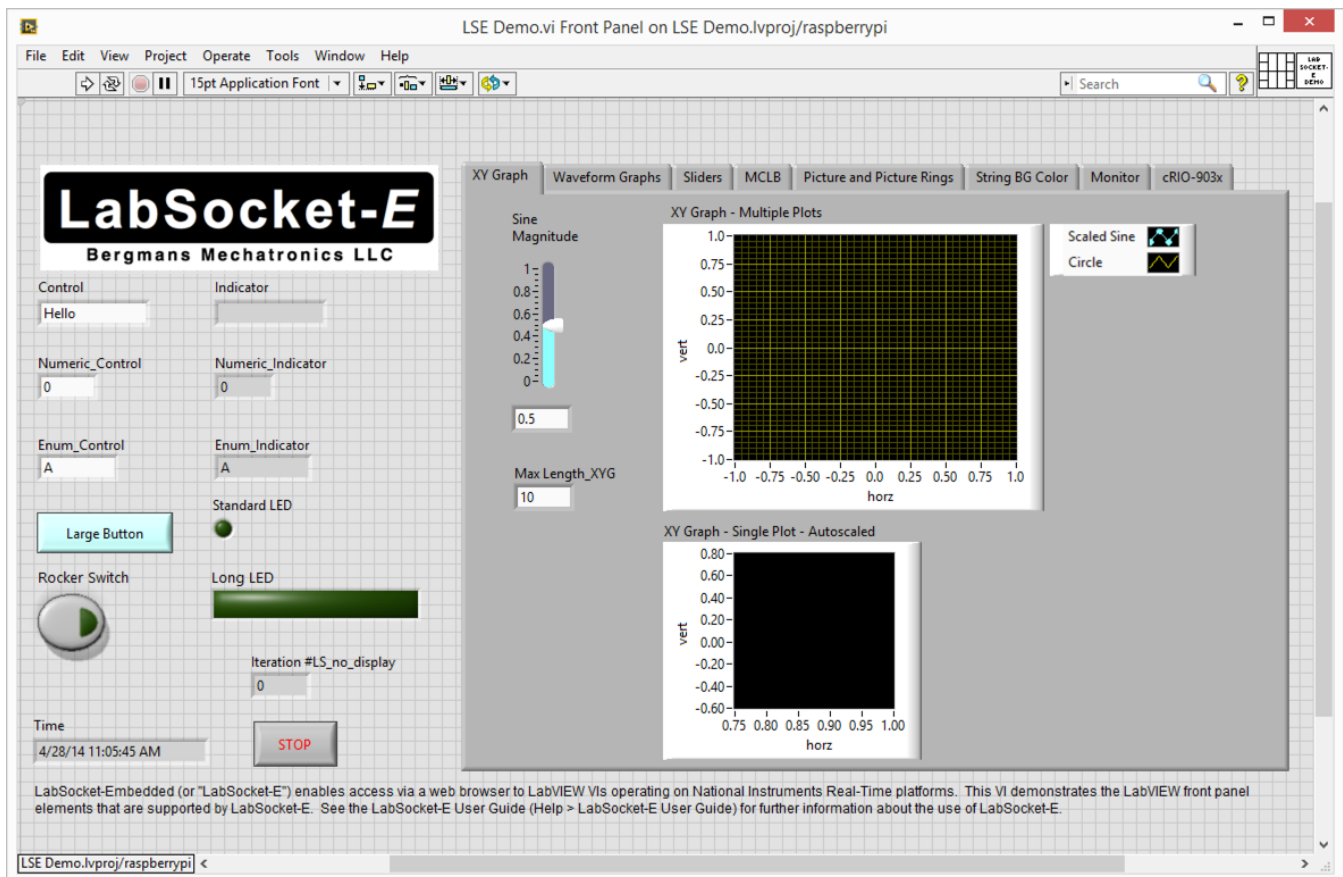 LSE Demo.vi Front Panel on LSE Demo.lvproj/raspberrypi
File Edit View Project Operate Tools Window Help
15pt Application Font
Search
LAB
SOCKET-
E
DEMO
LabSocket-E
Bergmans Mechatronics LLC
Control Indicator
Hello
Numeric_Control Numeric_Indicator
0 0
Enum_Control Enum_Indicator
A A
Large Button
Standard LED
Rocker Switch Long LED
Iteration #LS_no_display
0
Time
4/28/14 11:05:45 AM
STOP
XY Graph Waveform Graphs Sliders MCLB Picture and Picture Rings String BG Color Monitor cRIO-903x
Sine
Magnitude
1
0.8
0.6
0.4
0.2
0
0.5
Max Length_XYG
10
XY Graph - Multiple Plots
Scaled Sine
Circle
1.0
0.75
0.50
0.25
0.0
-0.25
-0.50
-0.75
-1.0
vert
-1.0 -0.75 -0.50 -0.25 0.0 0.25 0.50 0.75 1.0
horz
XY Graph - Single Plot - Autoscaled
0.80
0.60
0.40
0.20
0.00
-0.20
-0.40
-0.60
vert
0.75 0.80 0.85 0.90 0.95 1.00
horz
LabSocket-Embedded (or "LabSocket-E") enables access via a web browser to LabVIEW VIs operating on National Instruments Real-Time platforms. This VI demonstrates the LabVIEW front panel
elements that are supported by LabSocket-E. See the LabSocket-E User Guide (Help > LabSocket-E User Guide) for further information about the use of LabSocket-E.
LSE Demo.lvproj/raspberrypi